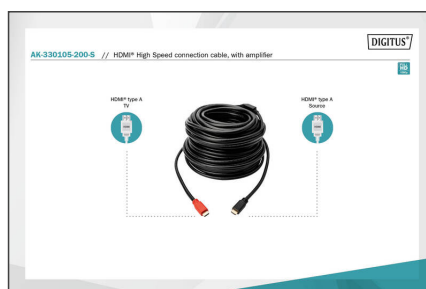 DIGITUS®
AK-330105-200-S // HDMI® High Speed connection cable, with amplifier
HDMI® type A
TV
HDMI® type A
Source